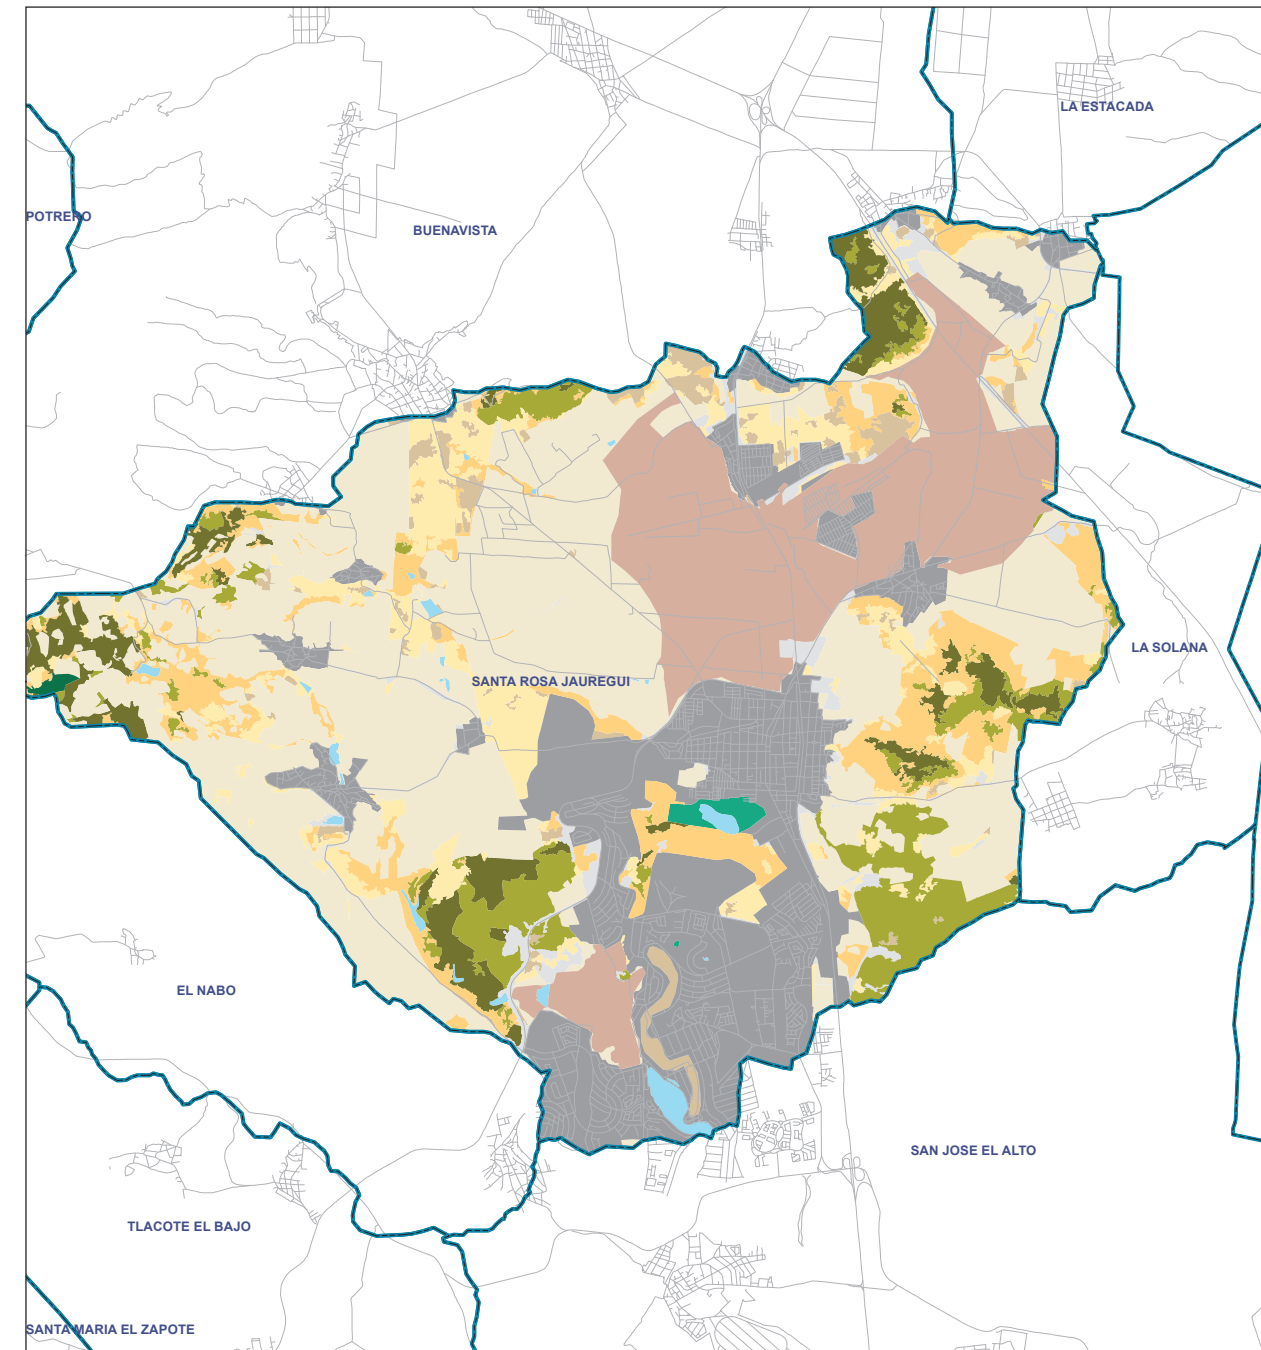 LA ESTACADA
POTRERO
BUENAVISTA
LA SOLANA
SANTA ROSA JAUREGUI
EL NABO
SAN JOSE EL ALTO
TLACOTE EL BAJO
SANTA MARIA EL ZAPOTE